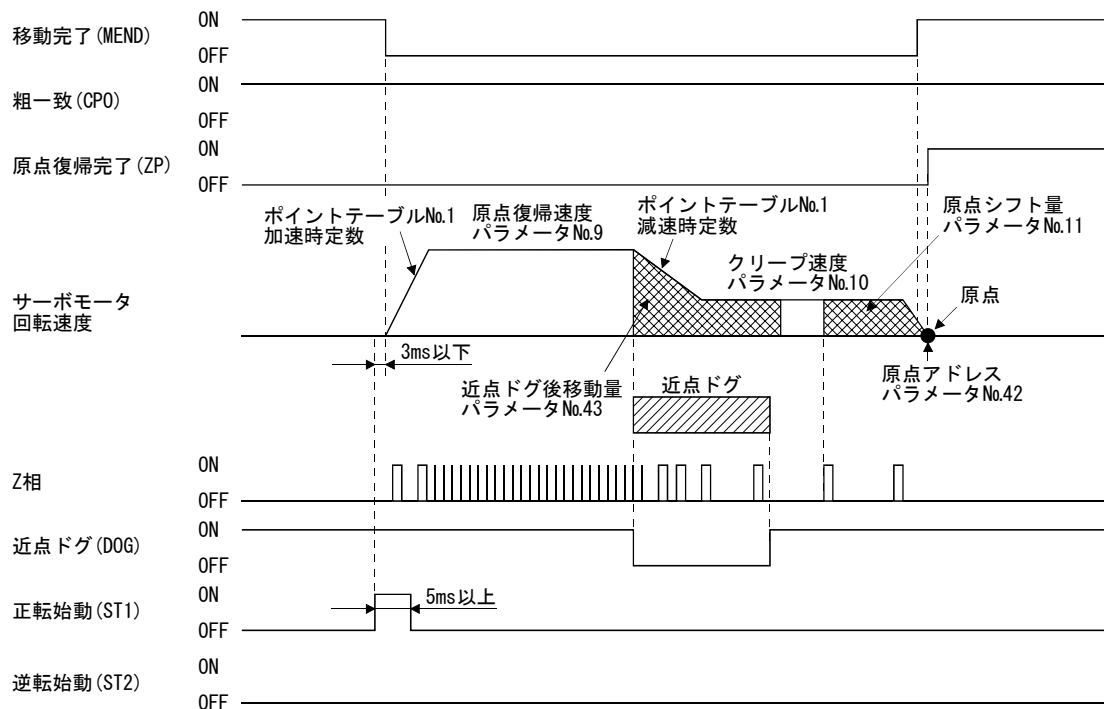 移動完了(MEND)
ON
OFF
粗一致(CPO)
ON
OFF
原点復帰完了(ZP)
ON
OFF
ポイントテーブルNo.1
加速時定数
原点復帰速度
パラメータNo.9
ポイントテーブルNo.1
減速時定数
クリープ速度
パラメータNo.10
原点シフト量
パラメータNo.11
原点
サーボモータ
回転速度
3ms以下
近点ドグ後移動量
パラメータNo.43
近点ドグ
原点アドレス
パラメータNo.42
Z相
ON
OFF
近点ドグ(DOG)
ON
OFF
正転始動(ST1)
ON
OFF
5ms以上
逆転始動(ST2)
ON
OFF